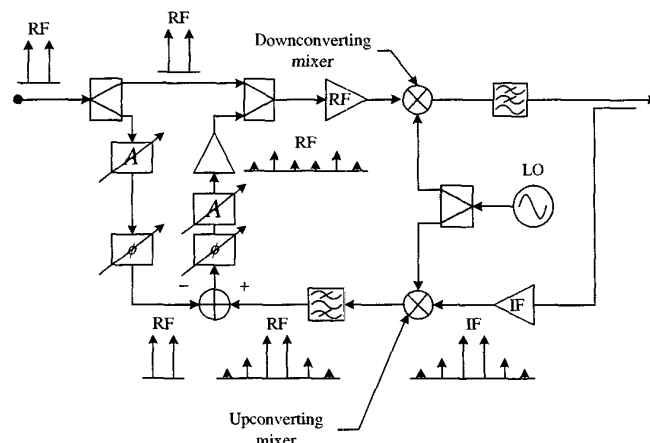 RF
RF
Downconverting
mixer
RF
A
RF
A
LO
ϕ
ϕ
− +
IF
RF
RF
IF
Upconverting
mixer